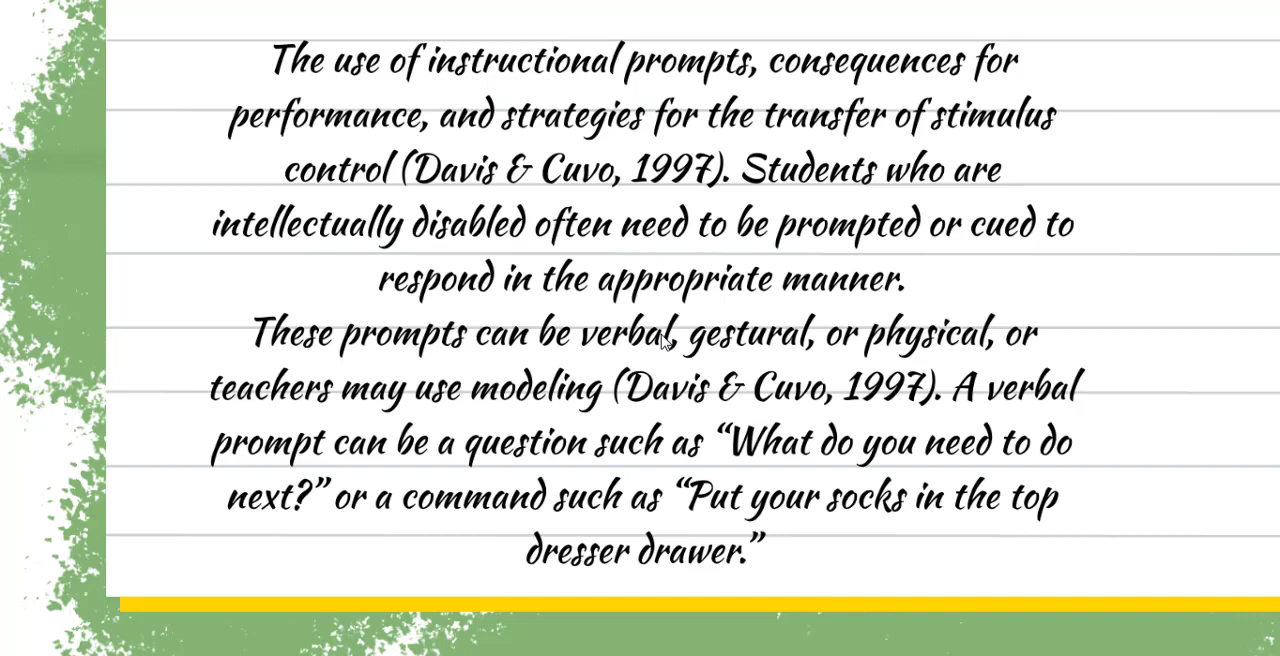 The use of instructional prompts, consequences for
performance, and strategies for the transfer of stimulus
control (Davis & Cuvo, 1997). Students who are
intellectually disabled often need to be prompted or cued to
respond in the appropriate manner.
These prompts can be verbal, gestural, or physical, or
teachers may use modeling (Davis & Cuvo, 1997). A verbal
prompt can be a question such as “What do you need to do
next?” or a command such as “Put your socks in the top
dresser drawer.”